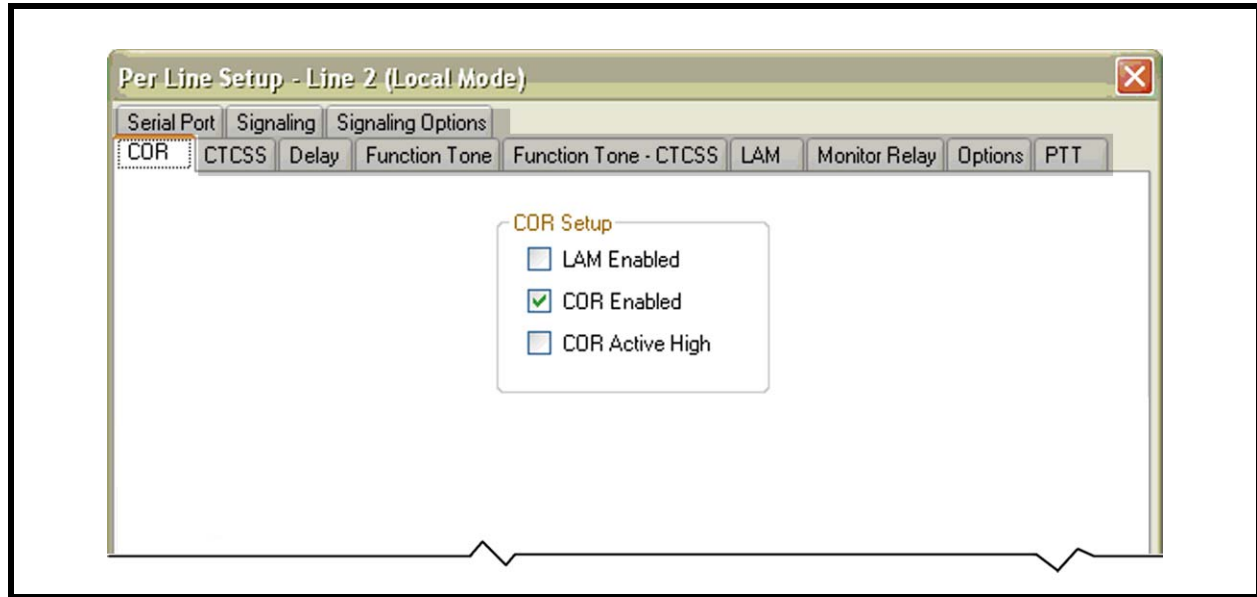 Per Line Setup - Line 2 (Local Mode)
Serial Port Signaling Signaling Options
COR CTCSS Delay Function Tone Function Tone - CTCSS LAM Monitor Relay Options PTT
COR Setup
LAM Enabled
COR Enabled
COR Active High